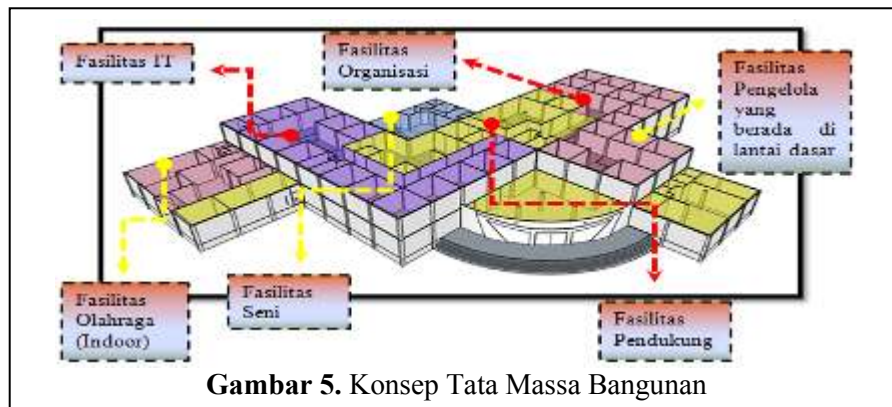 Fasilitas IT
Fasilitas
Organisasi
Fasilitas
Pengelola
yang
berada di
lantai dasar
Fasilitas
Olahraga
(Indoor)
Fasilitas
Seni
Fasilitas
Pendukung
Gambar 5. Konsep Tata Massa Bangunan